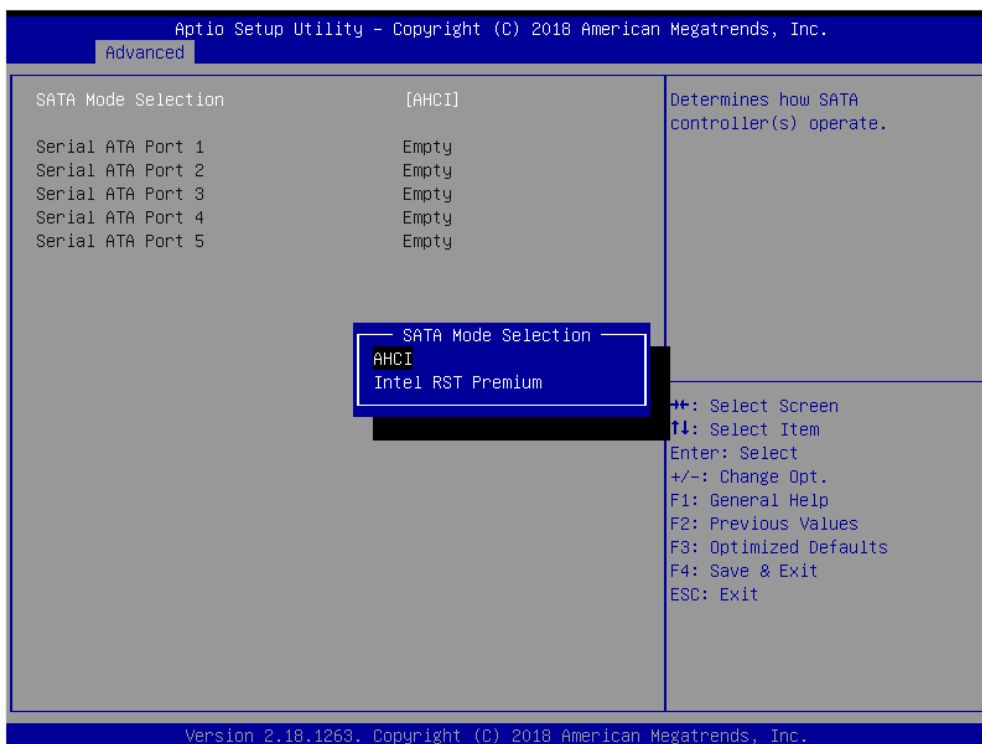 Aptio Setup Utility – Copyright (C) 2018 American Megatrends, Inc.
Advanced
SATA Mode Selection [AHCI]
Serial ATA Port 1 Empty
Serial ATA Port 2 Empty
Serial ATA Port 3 Empty
Serial ATA Port 4 Empty
Serial ATA Port 5 Empty
SATA Mode Selection
AHCI
Intel RST Premium
Determines how SATA
controller(s) operate.
→←: Select Screen
↑↓: Select Item
Enter: Select
+/-: Change Opt.
F1: General Help
F2: Previous Values
F3: Optimized Defaults
F4: Save & Exit
ESC: Exit
Version 2.18.1263. Copyright (C) 2018 American Megatrends, Inc.